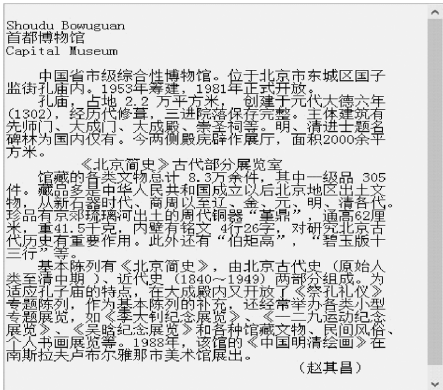 Shoudu Bowuguan
首都博物馆
Capital Museum
中国省市级综合性博物馆。位于北京市东城区国子
监街孔庙内。1953年筹建，1981年正式开放。
孔庙，占地 2.2 万平方米， 创建于元代大德六年
(1302)，经历代修葺，三进院落保存完整。主体建筑有
先师门、大成门、大成殿、崇圣祠等。明、清进士题名
碑林为国内仅有。今两侧殿庑辟作展厅，面积2000余平
方米。
《北京简史》古代部分展览室
馆藏的各类文物总计 8.3万余件，其中一级品 305
件。藏品多是中华人民共和国成立以后北京地区出土文
物，从新石器时代、商周以至辽、金、元、明、清各代。
珍品有京郊琉璃河出土的周代铜器“堇鼎”，通高62厘
米，重41.5千克，内壁有铭文 4行26字，对研究北京古
代历史有重要作用。此外还有“伯矩鬲”，“碧玉版十
三行”等。
基本陈列有《北京简史》，由北京古代史 (原始人
类至清中期 )、近代史 (1840～1949) 两部分组成。为
适应孔子庙的特点，在大成殿内又开放了《祭孔礼仪》
专题陈列，作为基本陈列的补充。还经常举办各类小型
专题展览，如《李大钊纪念展览》、《一二九运动纪念
展览》、《吴晗纪念展览》和各种馆藏文物、民间风俗、
个人书画展览等。1988年，该馆的《中国明清绘画》在
南斯拉夫卢布尔雅那市美术馆展出。
(赵其昌)